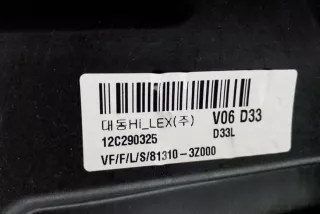 대동Hi_LEX(주) V06 D33
12C290325 D33L
VF/F/L/S/81310-3Z000